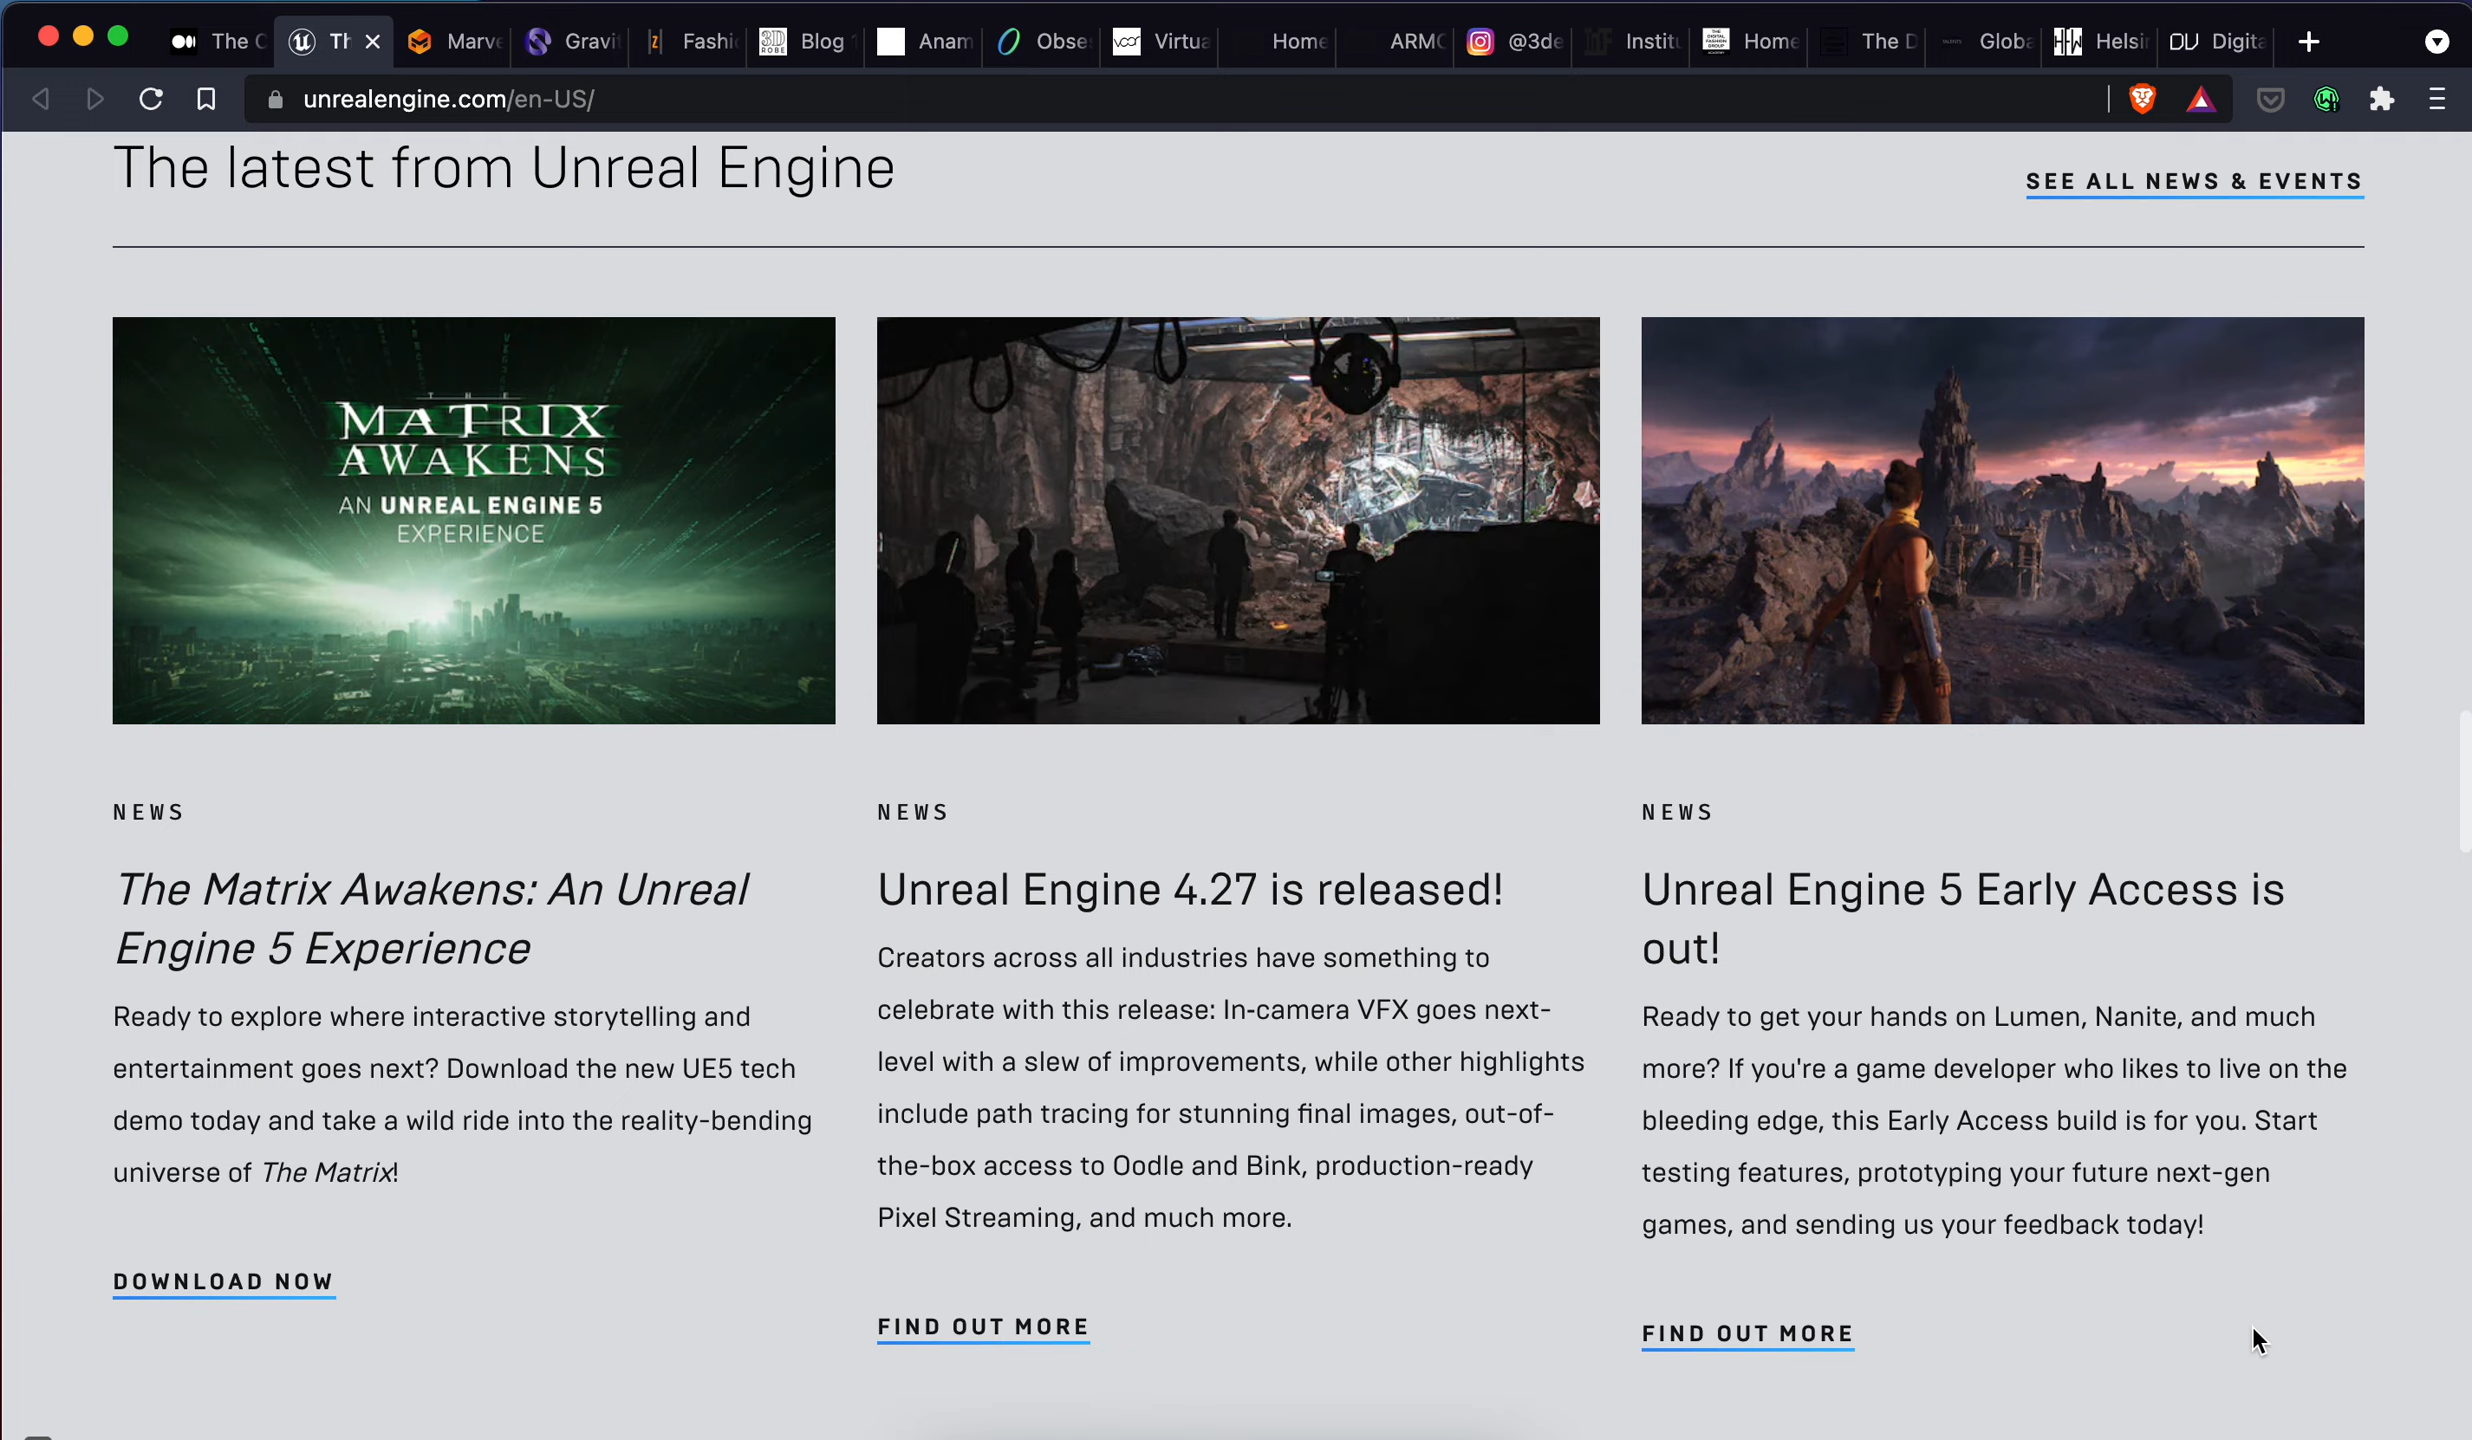 The C
Th
Marve
Gravit
Fashi
3D ROBE
Blog
Anam
Obse
Virtua
Home
ARMO
@3de
Institu
Home
The D
Globa
HFW
Helsin
DV
Digita
unrealengine.com/en-US/
The latest from Unreal Engine
SEE ALL NEWS & EVENTS
THE
MATRIX
AWAKENS
AN UNREAL ENGINE 5
EXPERIENCE
NEWS
The Matrix Awakens: An Unreal
Engine 5 Experience
Ready to explore where interactive storytelling and
entertainment goes next? Download the new UE5 tech
demo today and take a wild ride into the reality-bending
universe of The Matrix!
DOWNLOAD NOW
NEWS
Unreal Engine 4.27 is released!
Creators across all industries have something to
celebrate with this release: In-camera VFX goes next-
level with a slew of improvements, while other highlights
include path tracing for stunning final images, out-of-
the-box access to Oodle and Bink, production-ready
Pixel Streaming, and much more.
FIND OUT MORE
NEWS
Unreal Engine 5 Early Access is
out!
Ready to get your hands on Lumen, Nanite, and much
more? If you're a game developer who likes to live on the
bleeding edge, this Early Access build is for you. Start
testing features, prototyping your future next-gen
games, and sending us your feedback today!
FIND OUT MORE